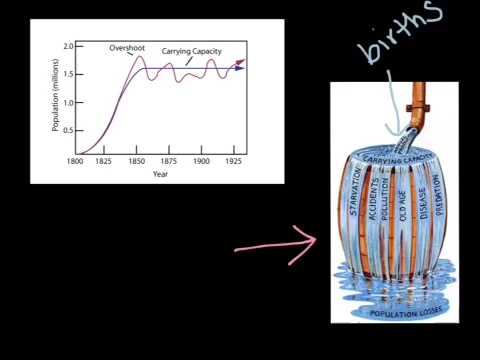 births
Overshoot
Carrying Capacity
2.0
1.5
1.0
0.5
Population (millions)
1800
1825
1850
1875
1900
1925
Year
CARRYING CAPACITY
STARVATION
ACCIDENTS
POLLUTION
OLD AGE
DISEASE
PREDATION
POPULATION LOSSES